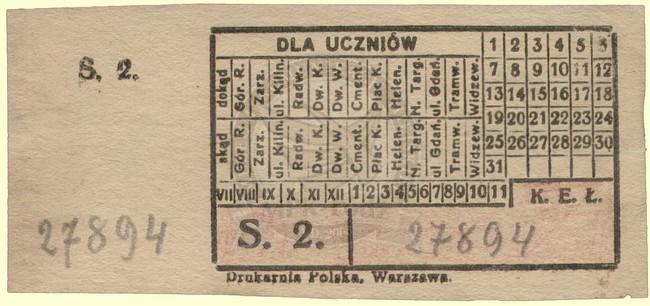 S. 2.
27894
DLA UCZNIÓW
1 2 3 4 5 6
7 8 9 10 11 12
13 14 15 16 17 18
19 20 21 22 23 24
25 26 27 28 29 30
31
dokąd Gór. R. Zarz. ul. Kilin. Radw. Dw. K. Dw. W. Cment. Plac K. Helen. N. Targ. ul. Gdań. Tramw. Widzew.
skąd Gór R. Zarz. ul. Kilin. Radw. Dw. K. Dw. W. Cment. Plac K. Helen. N. Targ. ul Gdań. Tramw. Widzew.
VII VIII IX X XI XII 1 2 3 4 5 6 7 8 9 10 11
K. E. Ł.
S. 2.
27894
Drukarnia Polska, Warszawa.